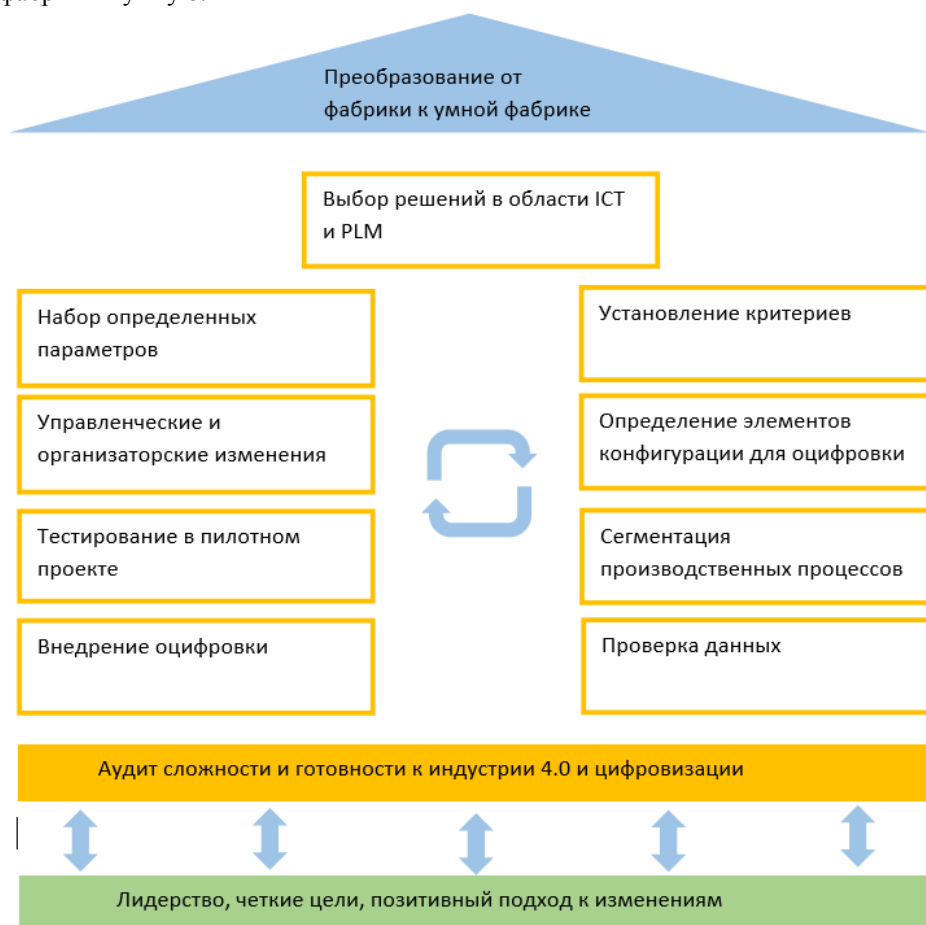 Преобразование от
фабрики к умной фабрике
Выбор решений в области ICT
и PLM
Набор определенных
параметров
Установление критериев
Управленческие и
организаторские изменения
Определение элементов
конфигурации для оцифровки
Тестирование в пилотном
проекте
Сегментация
производственных процессов
Внедрение оцифровки
Проверка данных
Аудит сложности и готовности к индустрии 4.0 и цифровизации
Лидерство, четкие цели, позитивный подход к изменениям